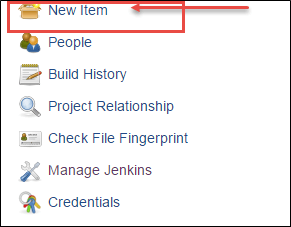 New Item
People
Build History
Project Relationship
Check File Fingerprint
Manage Jenkins
Credentials